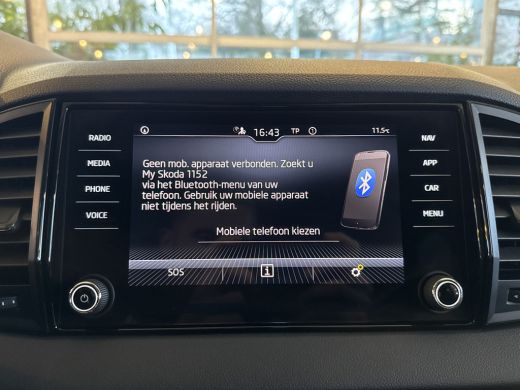 RADIO
MEDIA
PHONE
VOICE
16:43
TP
11.5°c
Geen mob. apparaat verbonden. Zoekt u
My Skoda 1152
via het Bluetooth-menu van uw
telefoon. Gebruik uw mobiele apparaat
niet tijdens het rijden.
Mobiele telefoon kiezen
SOS
i
NAV
APP
CAR
MENU